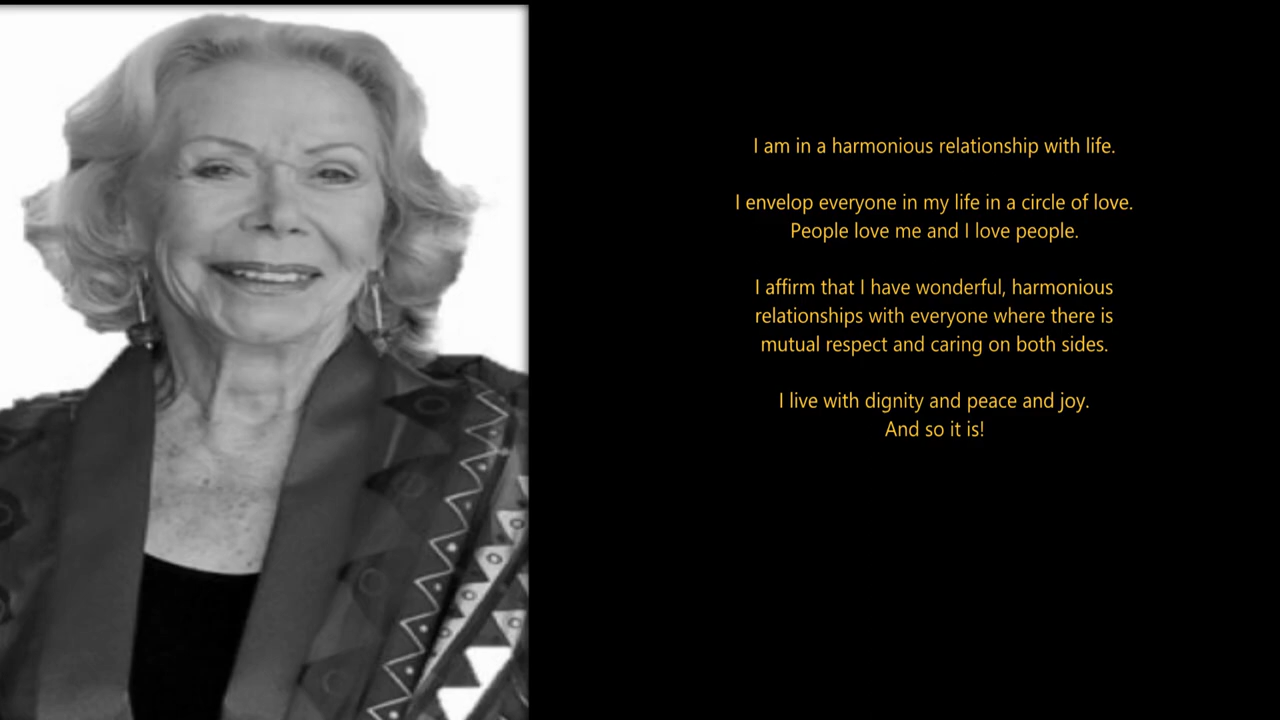 I am in a harmonious relationship with life.
I envelop everyone in my life in a circle of love.
People love me and I love people.
I affirm that I have wonderful, harmonious
relationships with everyone where there is
mutual respect and caring on both sides.
I live with dignity and peace and joy.
And so it is!